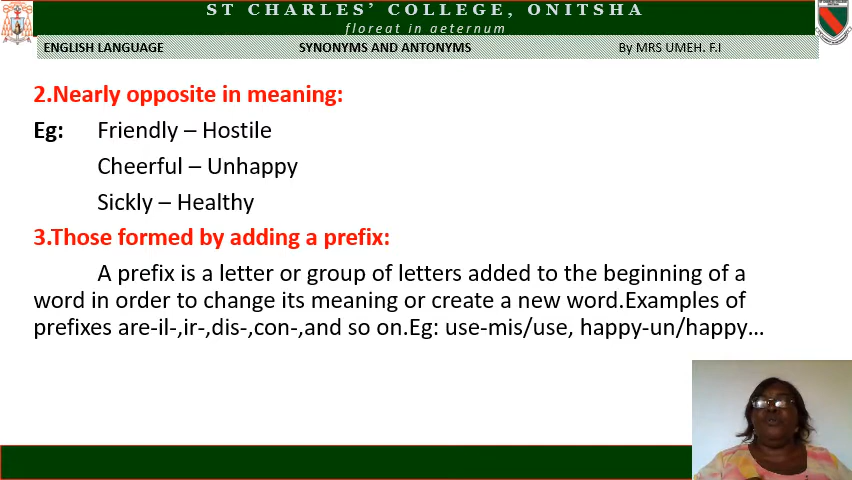 ST CHARLES’ COLLEGE, ONITSHA
floreat in aeternum
ENGLISH LANGUAGE SYNONYMS AND ANTONYMS By MRS UMEH. F.I
2.Nearly opposite in meaning:
Eg: Friendly – Hostile
Cheerful – Unhappy
Sickly – Healthy
3.Those formed by adding a prefix:
A prefix is a letter or group of letters added to the beginning of a
word in order to change its meaning or create a new word.Examples of
prefixes are-il-,ir-,dis-,con-,and so on.Eg: use-mis/use, happy-un/happy…